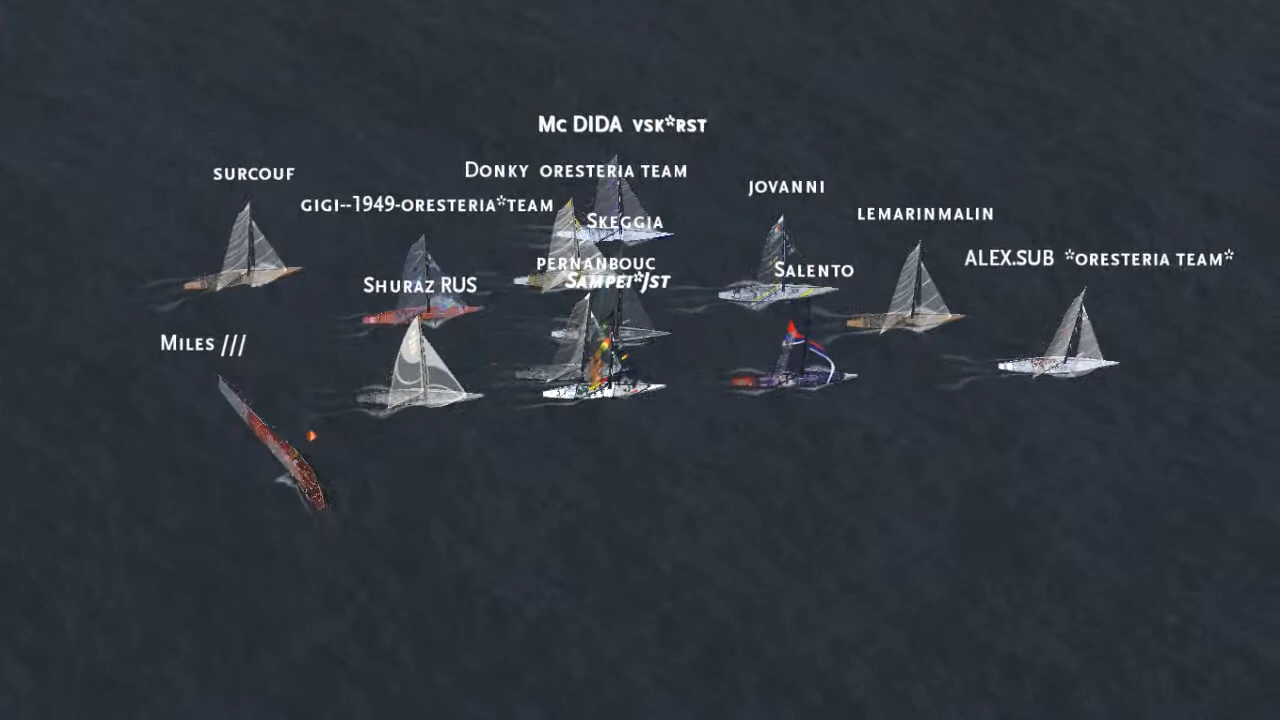 Mc DIDA VSK*RST
Donky ORESTERIA TEAM
SURCOUF
JOVANNI
GIGI--1949-ORESTERIA*TEAM
LEMARINMALIN
Skeggia
ALEX.SUB *ORESTERIA TEAM*
PERNANBOUC
Salento
Sampei*JST
Shuraz RUS
Miles ///